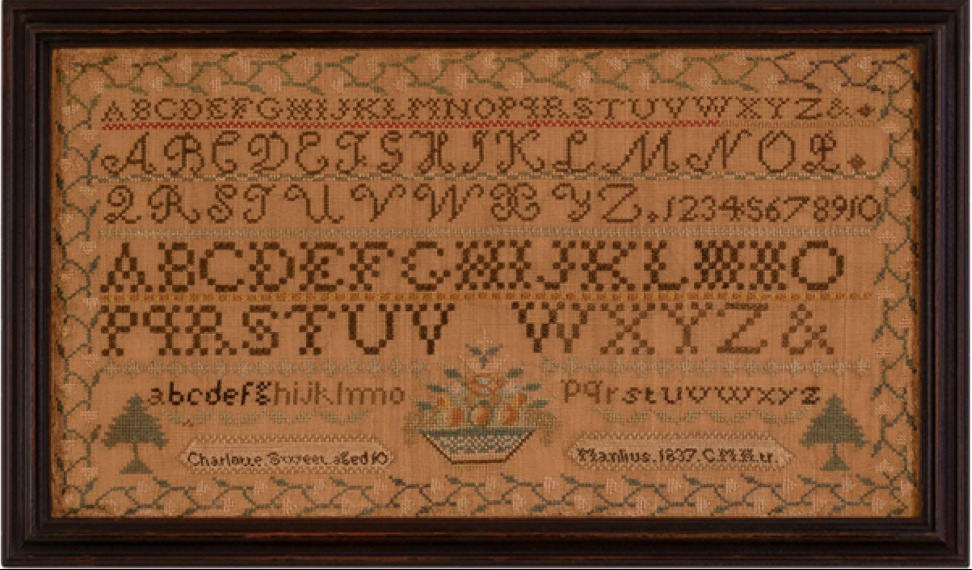 ABCDEFGHIJKLMNOPQRSTUVWXYZ&
ABCDEFGHIKLMNOP.
QRSTUVWXYZ.12345678910
ABCDEFGHIJKLMNO
PQRSTUV WXYZ&
abcdefghijklmno pqrstuvwxyz
Charlotte. Sweet. aged 10 Manlius. 1837.